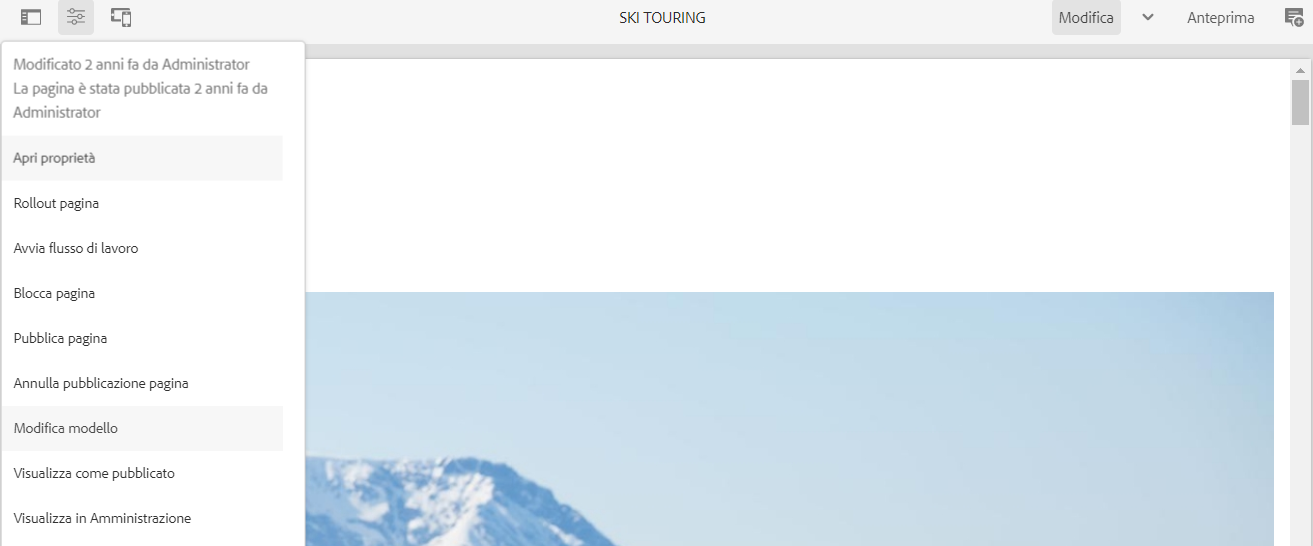 SKI TOURING
Modifica
Anteprima
Modificato 2 anni fa da Administrator
La pagina è stata pubblicata 2 anni fa da
Administrator
Apri proprietà
Rollout pagina
Avvia flusso di lavoro
Blocca pagina
Pubblica pagina
Annulla pubblicazione pagina
Modifica modello
Visualizza come pubblicato
Visualizza in Amministrazione